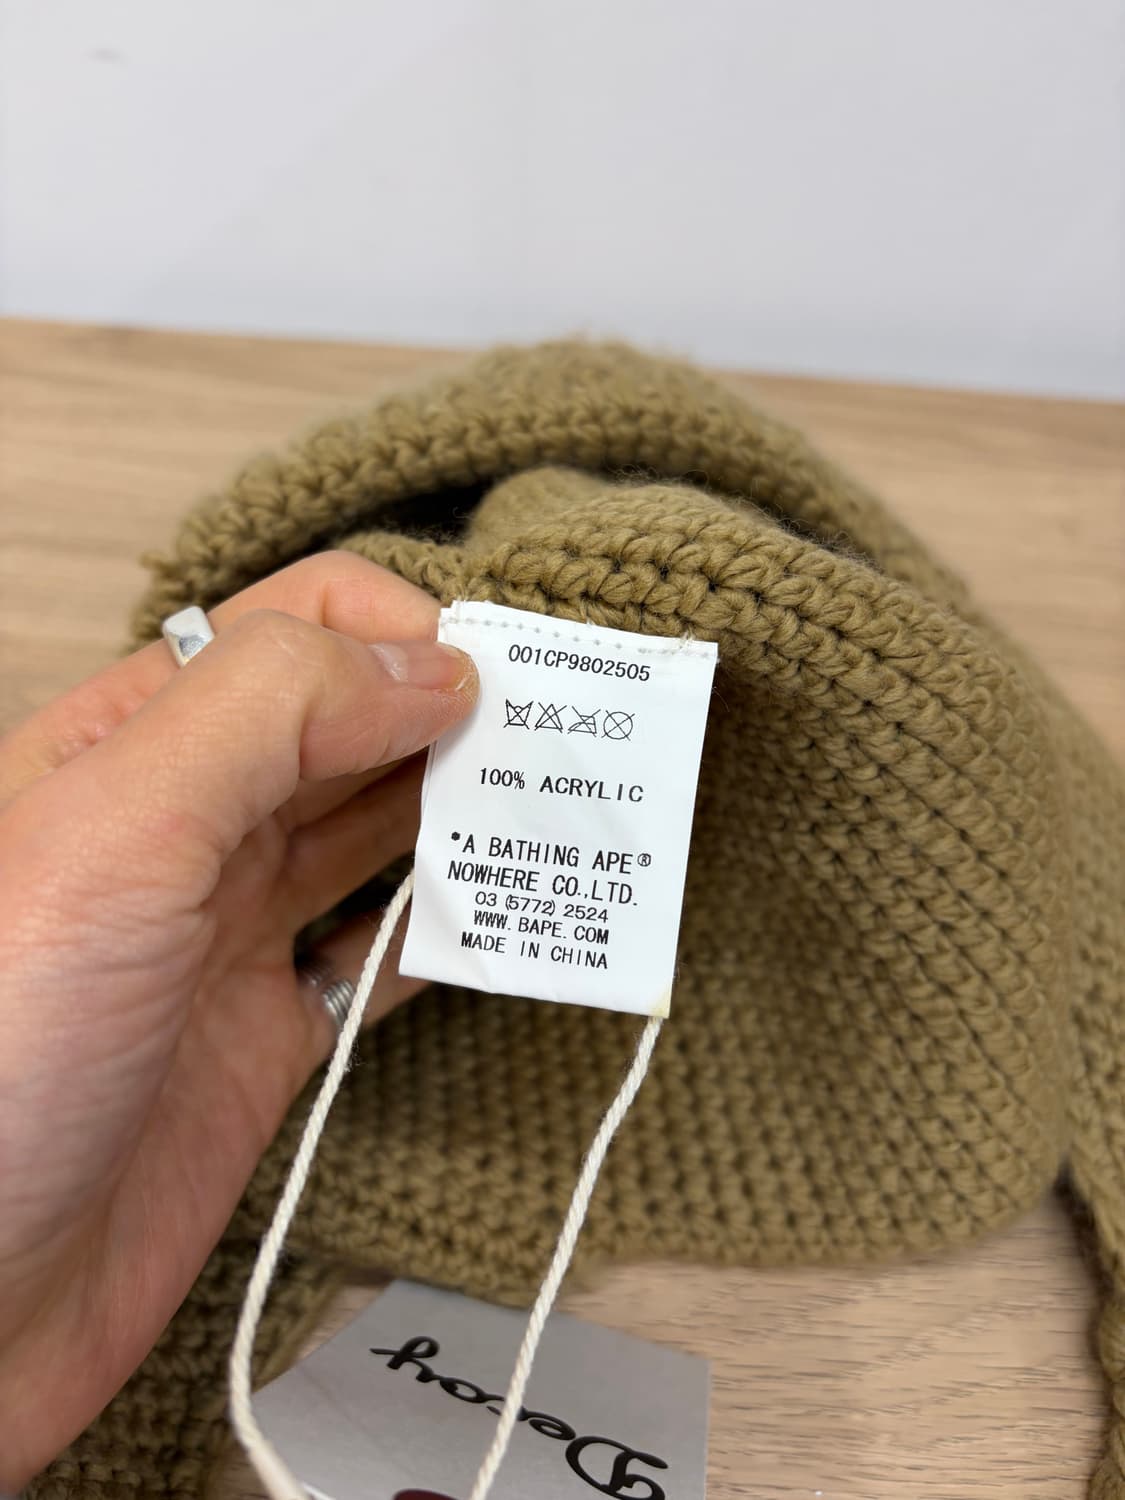 001CP9802505
100% ACRYLIC
*A BATHING APE®
NOWHERE CO.,LTD.
03 (5772) 2524
WWW.BAPE.COM
MADE IN CHINA